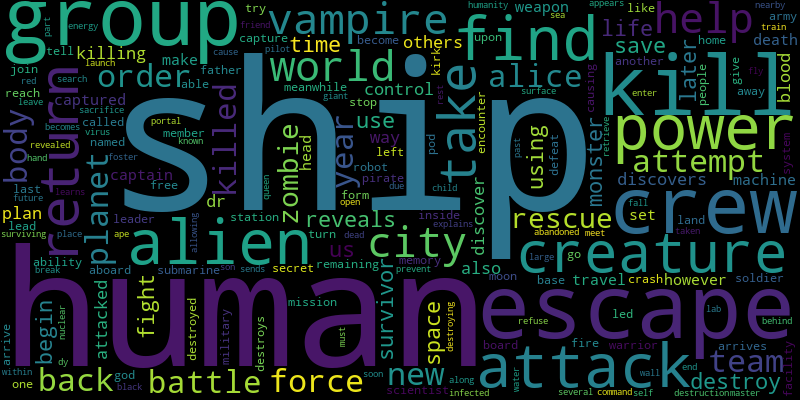 group
vampire
find
help
ship
kill
human
world
time
others
order
killing
make
father
join
tell
energy
part
try
friend
cause
capture
become
pilot
humanity
weapon
upon
sea
appears
like
nearby
army
train
life
save
another
home
death
later
people
give
away
blood
kirk
alice
control
meanwhile
search
launch
red
able
reach
leave
captured
sacrifice
virus
becomes
called
portal
member
known
revealed
named
body
return
killed
year
take
use
way
stop
giant
rest
surface
encounter
causing
enter
retrieve
fly
power
attempt
monster
using
defeat
past
pod
left
head
zombie
robot
pirate
due
child
form
open
dr
queen
free
captain
foster
hand
last
future
learns
plan
lead
leader
planet
surviving
place
ape
allowing
station
reveals
inside
explains
discover
discovers
machine
system
set
fall
land
taken
crew
rescue
abandoned
meet
alien
city
us
turn
dead
memory
prevent
remaining
secret
sends
son
ability
aboard
submarine
break
moon
also
large
go
creature
base
travel
crash
however
soldier
escape
survivor
mission
space
destroying
destroys
destroyed
military
must
fight
attacked
begin
nuclear
arrive
within
one
dy
god
black
back
battle
force
scientist
soon
new
along
infected
attack
water
end
board
fire
led
refuse
warrior
wall
lab
arrives
behind
facility
team
destroy
several
command
self
destruction
master